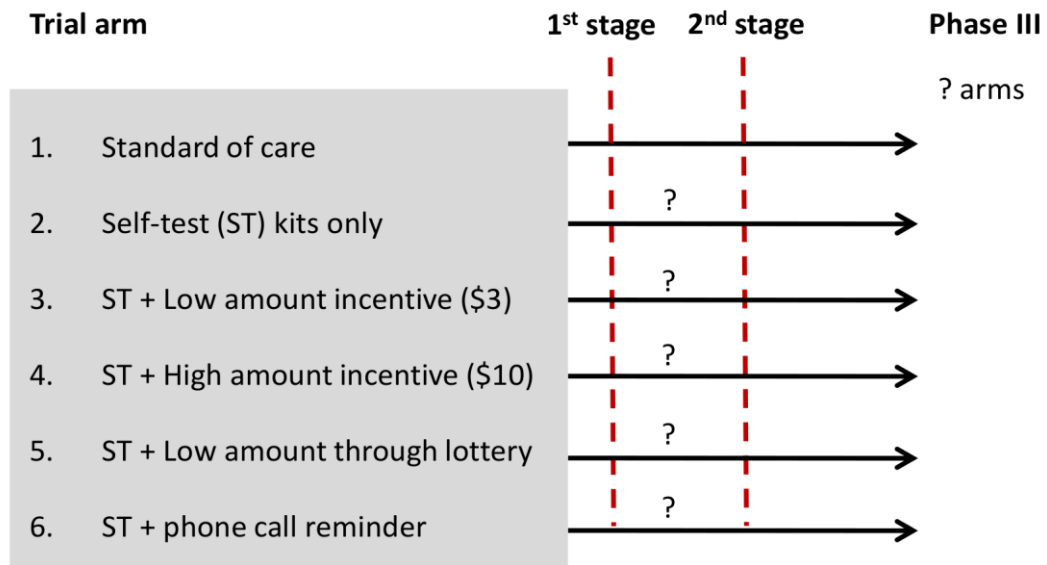 Trial arm 1st stage 2nd stage Phase III
? arms
1. Standard of care
?
2. Self-test (ST) kits only
?
3. ST + Low amount incentive ($3)
?
4. ST + High amount incentive ($10)
?
5. ST + Low amount through lottery
?
6. ST + phone call reminder